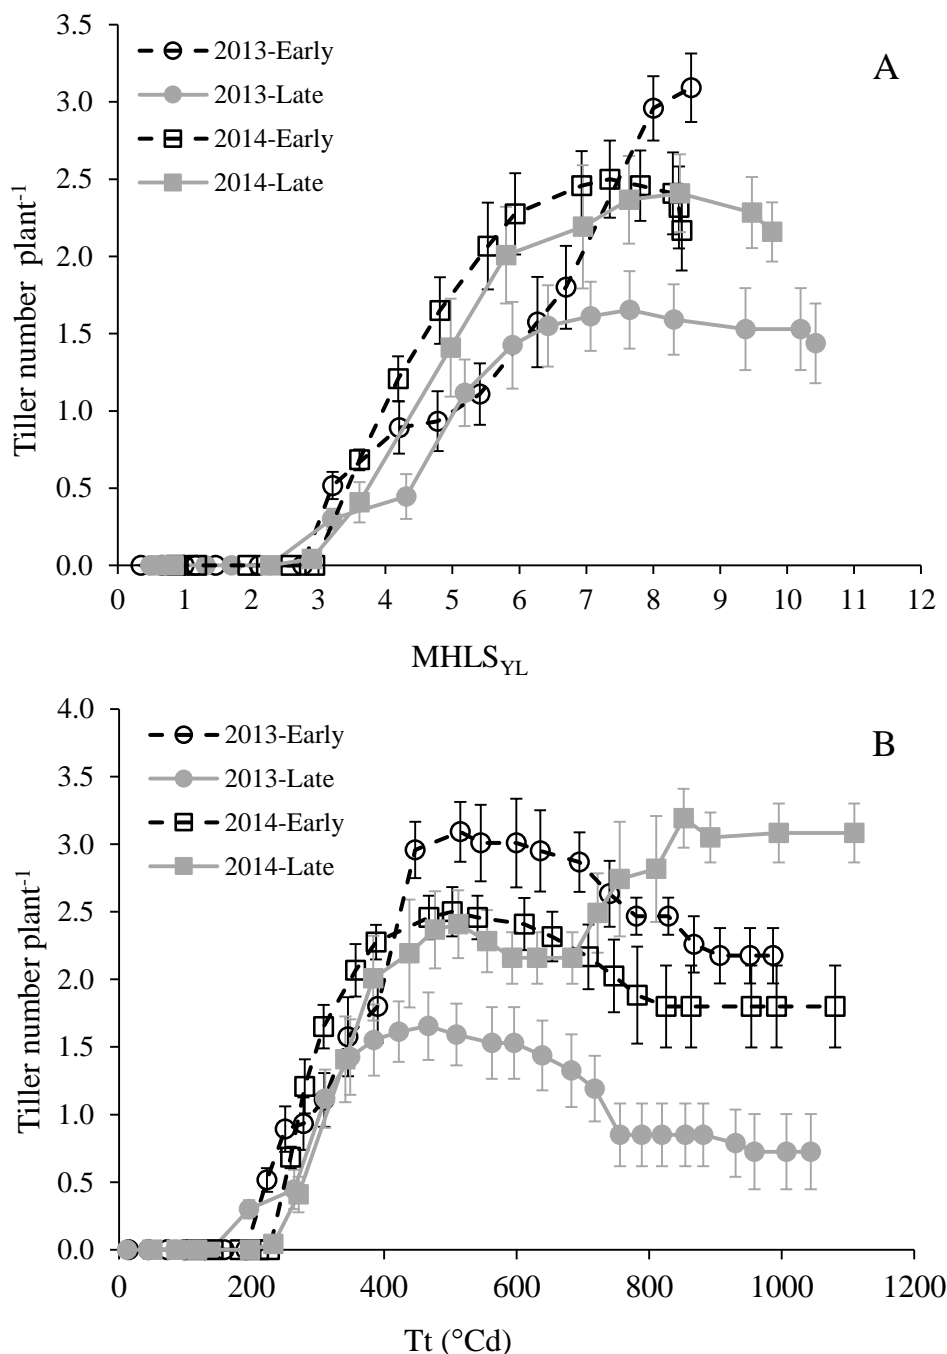 3.5
3.0
2.5
2.0
1.5
1.0
0.5
0.0
Tiller number plant-1
2013-Early
2013-Late
2014-Early
2014-Late
A
0 1 2 3 4 5 6 7 8 9 10 11 12
MHLSYL
4.0
3.5
3.0
2.5
2.0
1.5
1.0
0.5
0.0
Tiller number plant-1
2013-Early
2013-Late
2014-Early
2014-Late
B
0 200 400 600 800 1000 1200
Tt (°Cd)